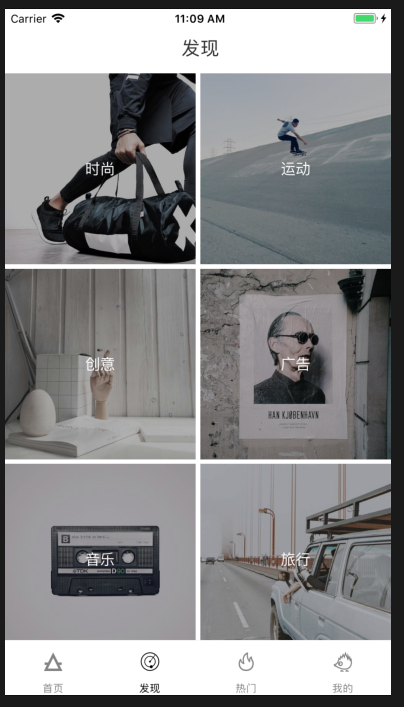 Carrier 11:09 AM
发现
时尚
运动
创意
广告
HAN KJØBENHAVN
音乐
旅行
首页
发现
热门
我的